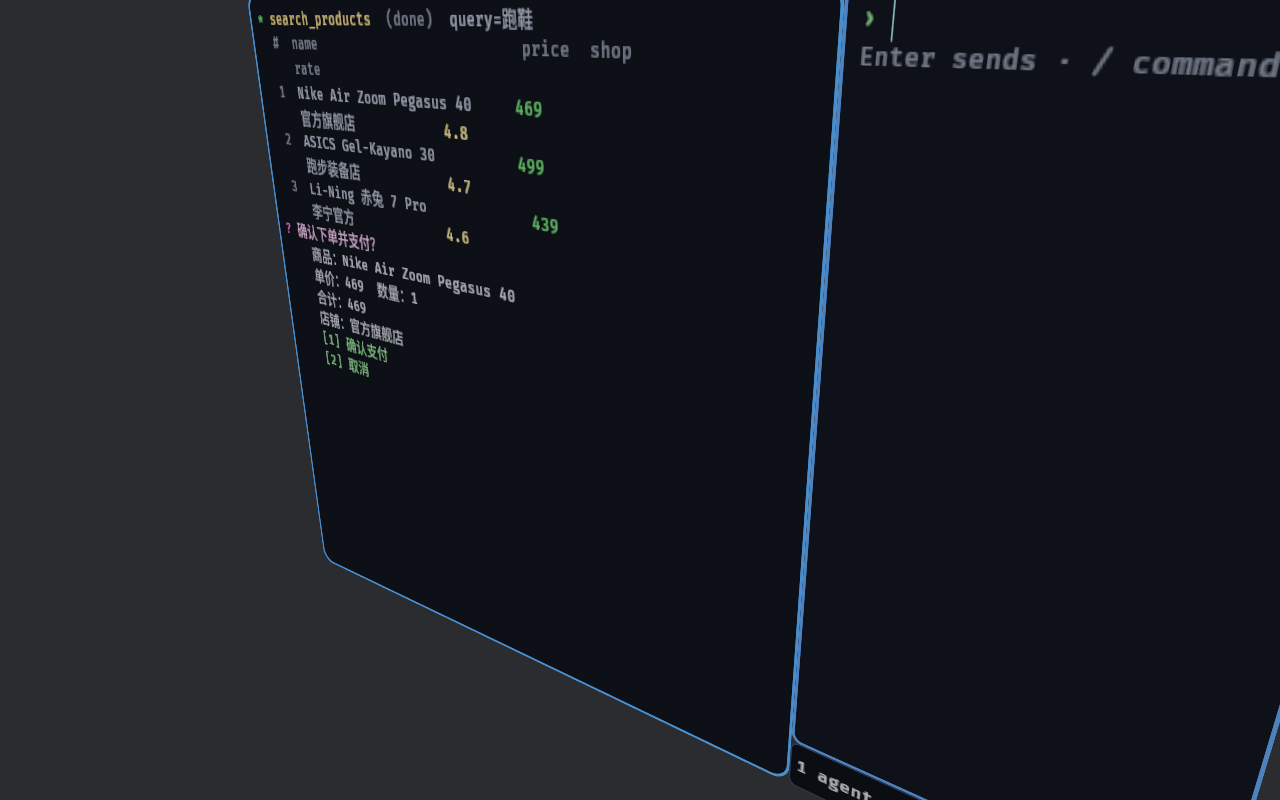 * search_products (done) query=跑鞋
# name price shop
rate
1 Nike Air Zoom Pegasus 40 469
官方旗舰店 4.8
2 ASICS Gel-Kayano 30 499
跑步装备店 4.7
3 Li-Ning 赤兔 7 Pro 439
李宁官方 4.6
? 确认下单并支付?
商品: Nike Air Zoom Pegasus 40
单价: 469 数量: 1
合计: 469
店铺: 官方旗舰店
[1] 确认支付
[2] 取消
❯
Enter sends · / command
1 agent